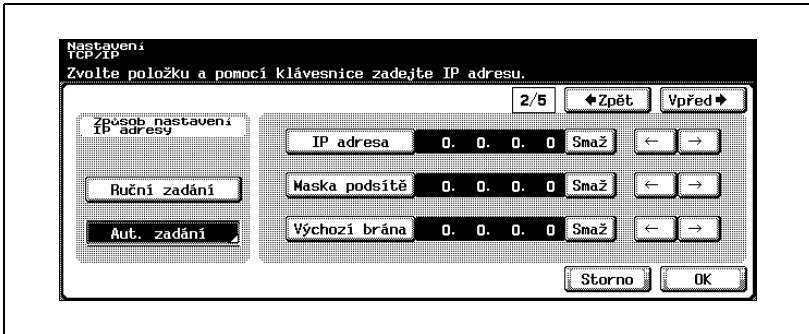 Nastavení
TCP/IP
Zvolte položku a pomocí klávesnice zadejte IP adresu.
2/5 🡄Zpět Vpřed🡆
Způsob nastavení
IP adresy
IP adresa 0. 0. 0. 0 Smaž ← →
Ruční zadání
Maska podsítě 0. 0. 0. 0 Smaž ← →
Aut. zadání
Výchozí brána 0. 0. 0. 0 Smaž ← →
Storno OK